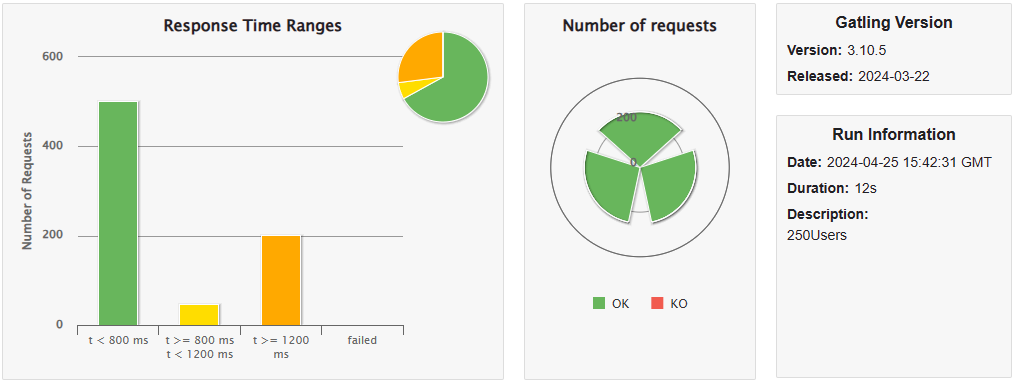 Response Time Ranges
Number of Requests
600
400
200
0
t < 800 ms
t >= 800 ms
t < 1200 ms
t >= 1200
ms
failed
Number of requests
200
0
OK
KO
Gatling Version
Version: 3.10.5
Released: 2024-03-22
Run Information
Date: 2024-04-25 15:42:31 GMT
Duration: 12s
Description:
250Users